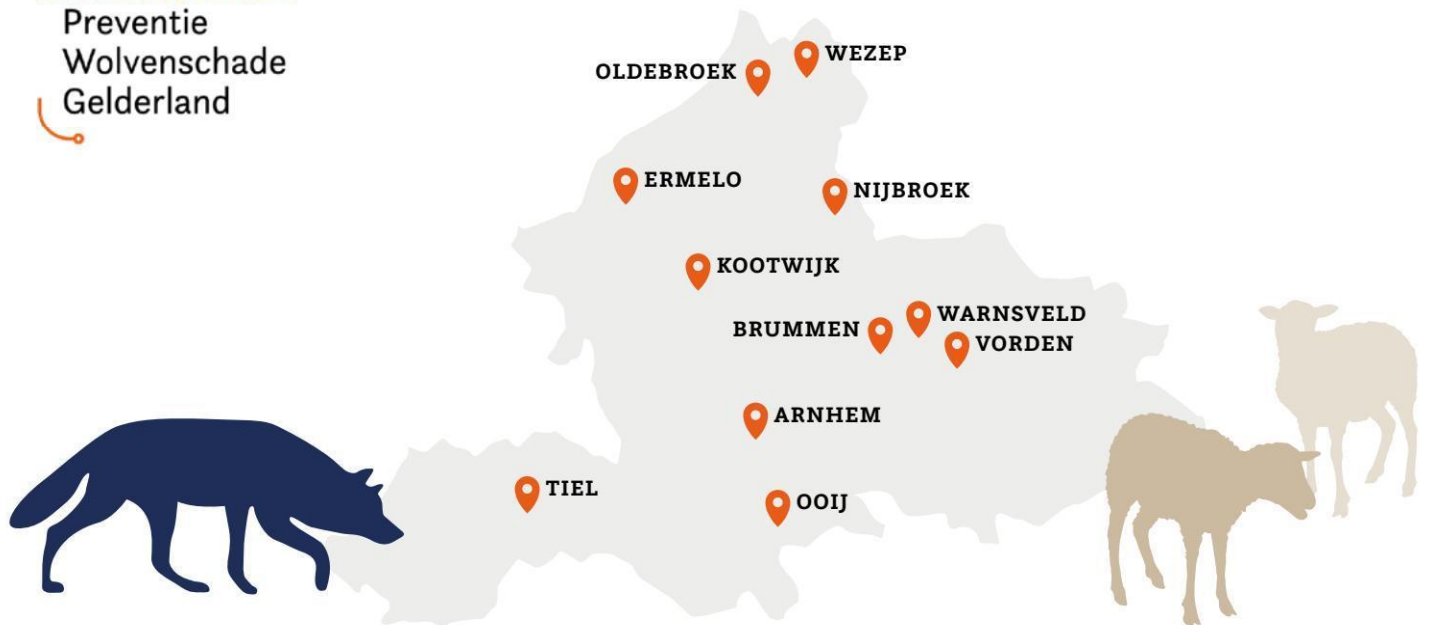 Preventie
Wolvenschade
Gelderland
WEZEP
OLDEBROEK
ERMELO
NIJBROEK
KOOTWIJK
WARNSVELD
BRUMMEN
VORDEN
ARNHEM
TIEL
OOIJ